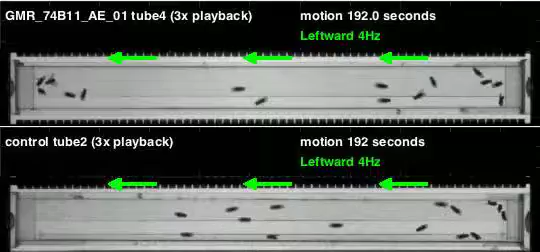 GMR_74B11_AE_01 tube4 (3x playback) motion 192.0 seconds
Leftward 4Hz
control tube2 (3x playback) motion 192 seconds
Leftward 4Hz